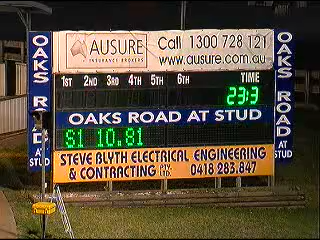 AUSURE
INSURANCE BROKERS
Call 1300 728 121
www.ausure.com.au
OAKS ROAD AT STUD
1ST 2ND 3RD 4TH 5TH 6TH TIME
23:3
OAKS ROAD AT STUD
S1 10.81
STEVE BLYTH ELECTRICAL ENGINEERING
& CONTRACTING PTY. LTD. 0418 283.847
OAKS ROAD AT STUD